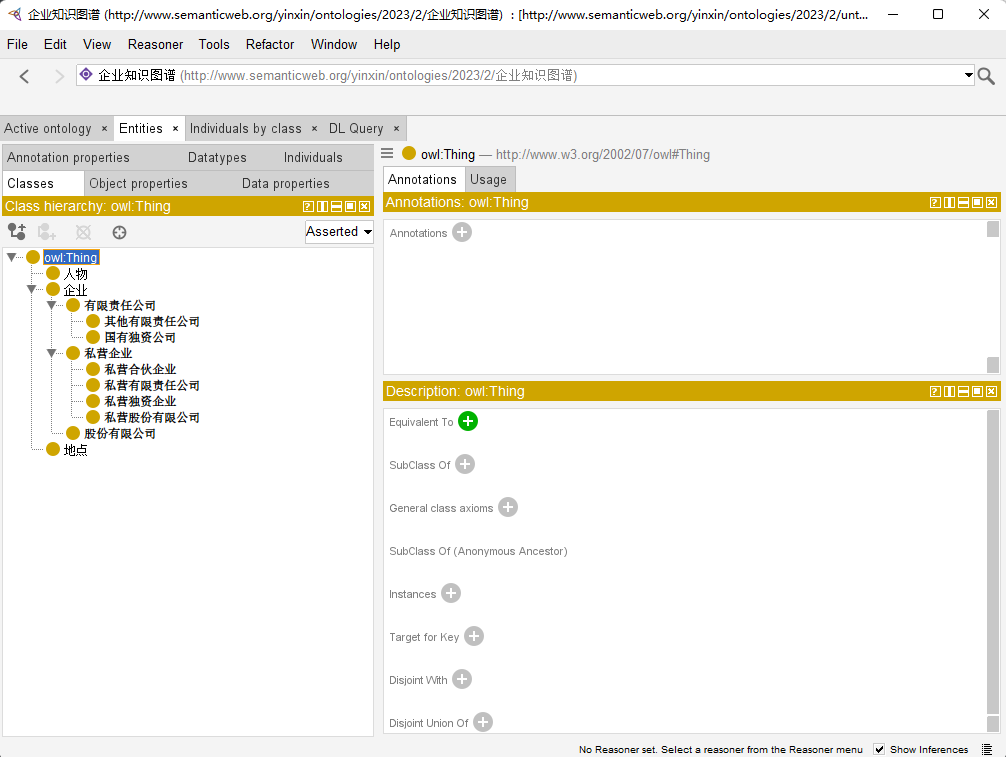 企业知识图谱 (http://www.semanticweb.org/yinxin/ontologies/2023/2/企业知识图谱) : [http://www.semanticweb.org/yinxin/ontologies/2023/2/unt...
File Edit View Reasoner Tools Refactor Window Help
企业知识图谱 (http://www.semanticweb.org/yinxin/ontologies/2023/2/企业知识图谱)
Active ontology × Entities × Individuals by class × DL Query ×
Annotation properties Datatypes Individuals
Classes Object properties Data properties
Class hierarchy: owl:Thing
Asserted
owl:Thing
人物
企业
有限责任公司
其他有限责任公司
国有独资公司
私营企业
私营合伙企业
私营有限责任公司
私营独资企业
私营股份有限公司
股份有限公司
地点
owl:Thing — http://www.w3.org/2002/07/owl#Thing
Annotations Usage
Annotations: owl:Thing
Annotations
Description: owl:Thing
Equivalent To
SubClass Of
General class axioms
SubClass Of (Anonymous Ancestor)
Instances
Target for Key
Disjoint With
Disjoint Union Of
No Reasoner set. Select a reasoner from the Reasoner menu Show Inferences